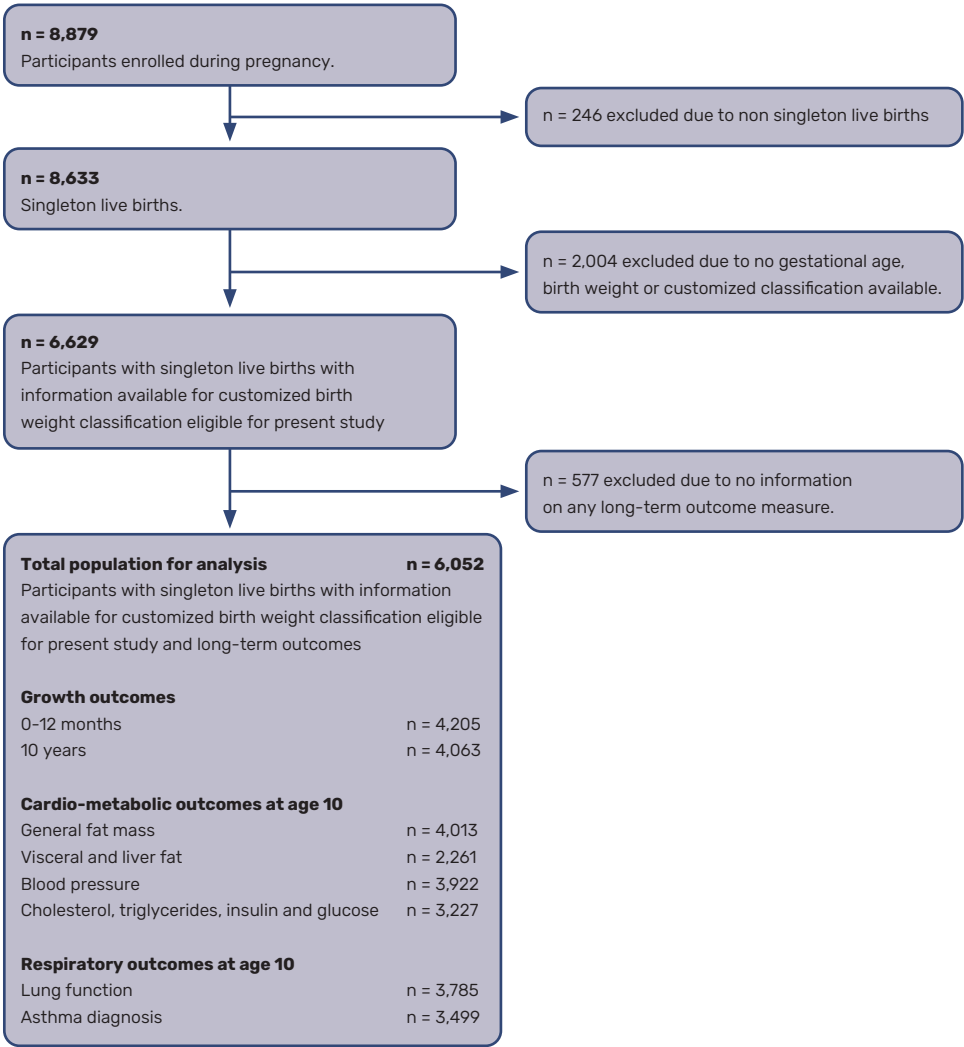 n = 8,879
Participants enrolled during pregnancy.
n = 246 excluded due to non singleton live births
n = 8,633
Singleton live births.
n = 2,004 excluded due to no gestational age,
birth weight or customized classification available.
n = 6,629
Participants with singleton live births with
information available for customized birth
weight classification eligible for present study
n = 577 excluded due to no information
on any long-term outcome measure.
Total population for analysis n = 6,052
Participants with singleton live births with information
available for customized birth weight classification eligible
for present study and long-term outcomes
Growth outcomes
0-12 months n = 4,205
10 years n = 4,063
Cardio-metabolic outcomes at age 10
General fat mass n = 4,013
Visceral and liver fat n = 2,261
Blood pressure n = 3,922
Cholesterol, triglycerides, insulin and glucose n = 3,227
Respiratory outcomes at age 10
Lung function n = 3,785
Asthma diagnosis n = 3,499